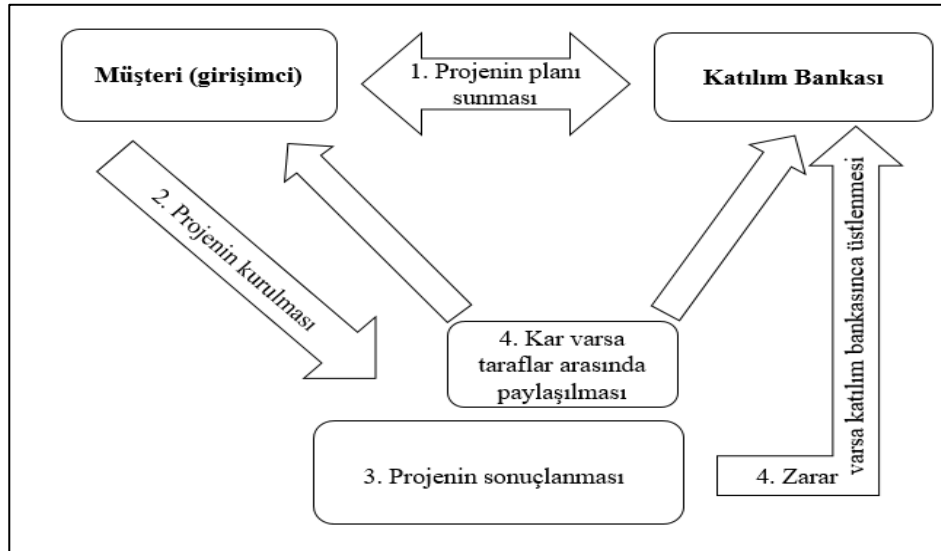 Müşteri (girişimci)
1. Projenin planı
sunması
Katılım Bankası
2. Projenin kurulması
4. Kar varsa
taraflar arasında
paylaşılması
3. Projenin sonuçlanması
4. Zarar
varsa katılım bankasınca üstlenmesi